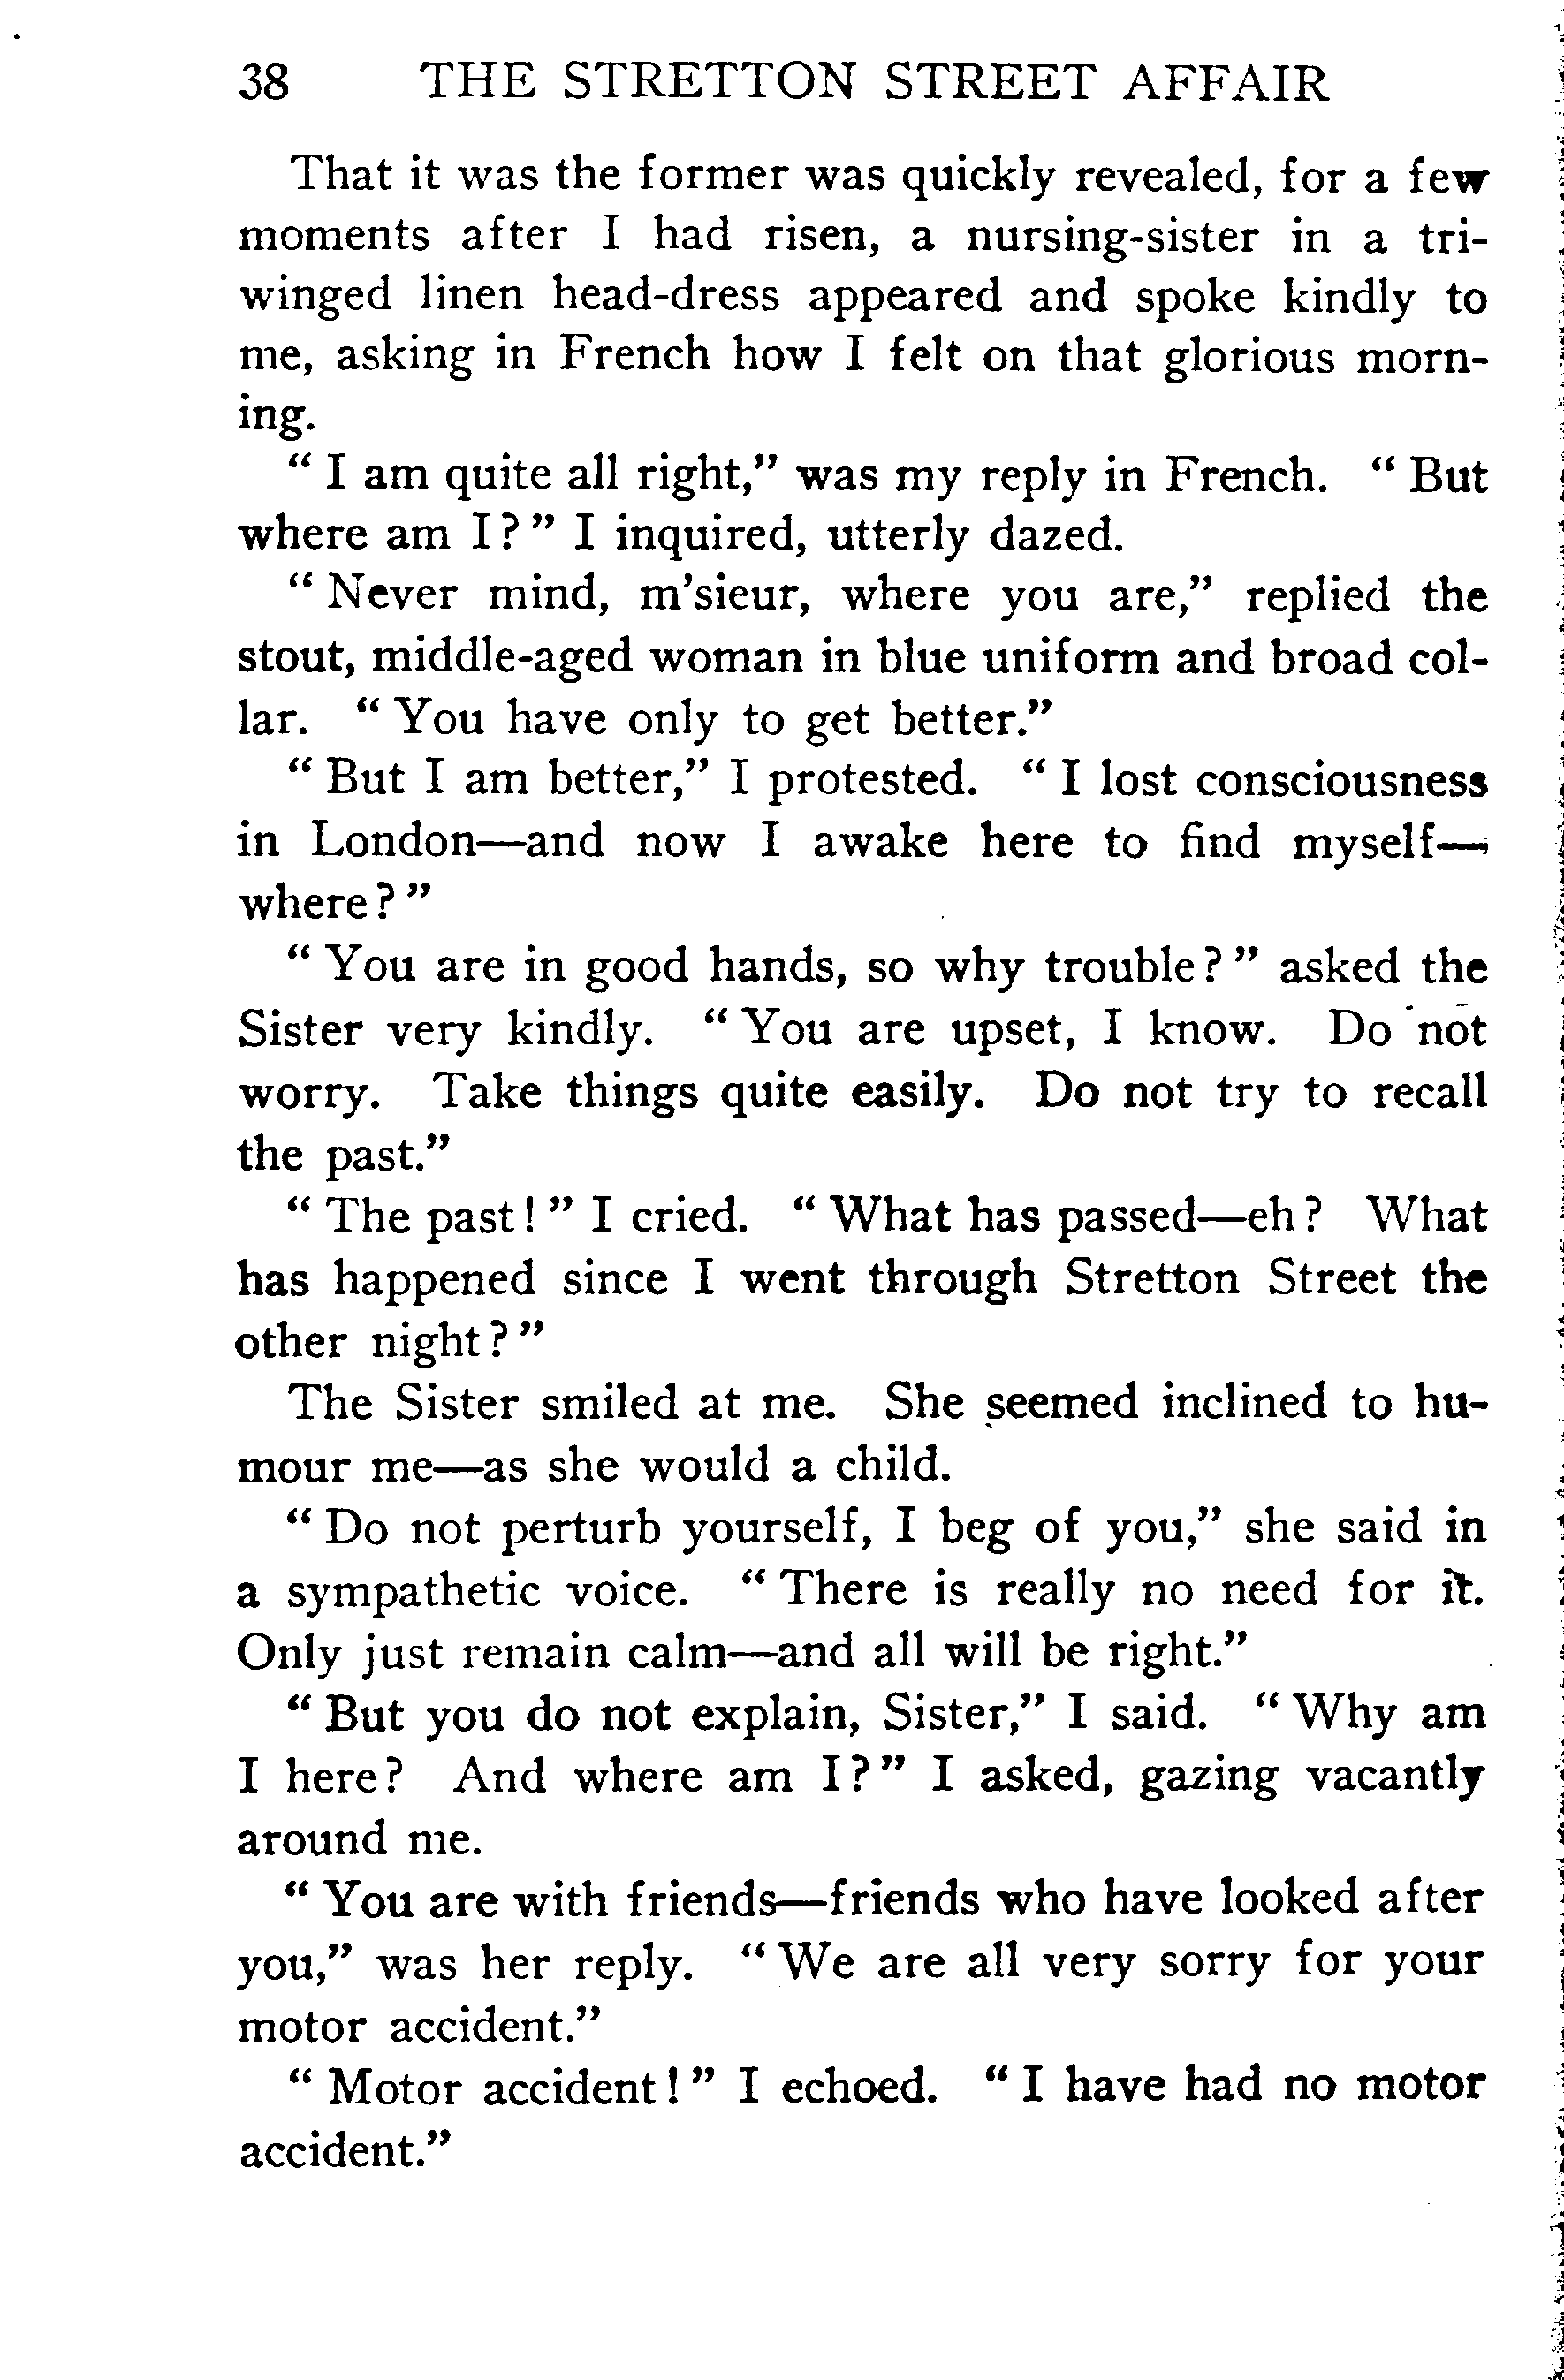 38 THE STRETTON STREET AFFAIR
That it was the former was quickly revealed, for a few
moments after I had risen, a nursing-sister in a tri-
winged linen head-dress appeared and spoke kindly to
me, asking in French how I felt on that glorious morn-
ing.
“ I am quite all right,” was my reply in French. “ But
where am I ? ” I inquired, utterly dazed.
“ Never mind, m'sieur, where you are,” replied the
stout, middle-aged woman in blue uniform and broad col-
lar. “ You have only to get better.”
“ But I am better,” I protested. “ I lost consciousness
in London—and now I awake here to find myself—
where ? ”
“ You are in good hands, so why trouble ? ” asked the
Sister very kindly. “ You are upset, I know. Do not
worry. Take things quite easily. Do not try to recall
the past.”
“ The past ! ” I cried. “ What has passed—eh ? What
has happened since I went through Stretton Street the
other night ? ”
The Sister smiled at me. She seemed inclined to hu-
mour me—as she would a child.
“ Do not perturb yourself, I beg of you,” she said in
a sympathetic voice. “ There is really no need for it.
Only just remain calm—and all will be right.”
“ But you do not explain, Sister,” I said. “ Why am
I here ? And where am I ? ” I asked, gazing vacantly
around me.
“ You are with friends—friends who have looked after
you,” was her reply. “ We are all very sorry for your
motor accident.”
“ Motor accident ! ” I echoed. “ I have had no motor
accident.”